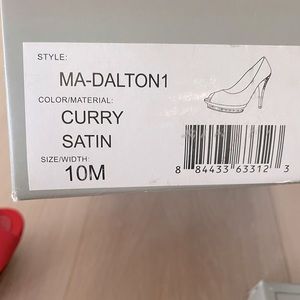 STYLE:
MA-DALTON1
COLOR/MATERIAL:
CURRY
SATIN
SIZE/WIDTH:
10M
8 84433 63312 3